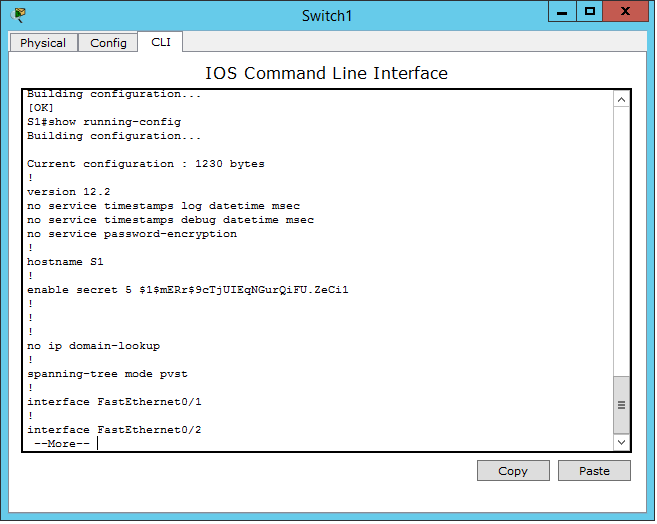 Switch1
Physical Config CLI
IOS Command Line Interface
Building configuration...
[OK]
S1#show running-config
Building configuration...
Current configuration : 1230 bytes
!
version 12.2
no service timestamps log datetime msec
no service timestamps debug datetime msec
no service password-encryption
!
hostname S1
!
enable secret 5 $1$mERr$9cTjUIEqNGurQiFU.ZeCi1
!
!
!
no ip domain-lookup
!
spanning-tree mode pvst
!
interface FastEthernet0/1
!
interface FastEthernet0/2
--More--
Copy Paste